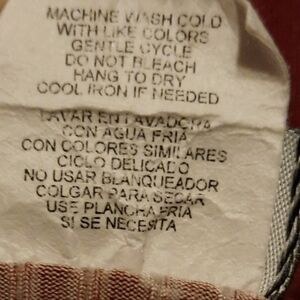 MACHINE WASH COLD
WITH LIKE COLORS
GENTLE CYCLE
DO NOT BLEACH
HANG TO DRY
COOL IRON IF NEEDED
LAVAR EN LAVADORA
CON AGUA FRIA
CON COLORES SIMILARES
CICLO DELICADO
NO USAR BLANQUEADOR
COLGAR PARA SECAR
USE PLANCHA FRIA
SI SE NECESITA